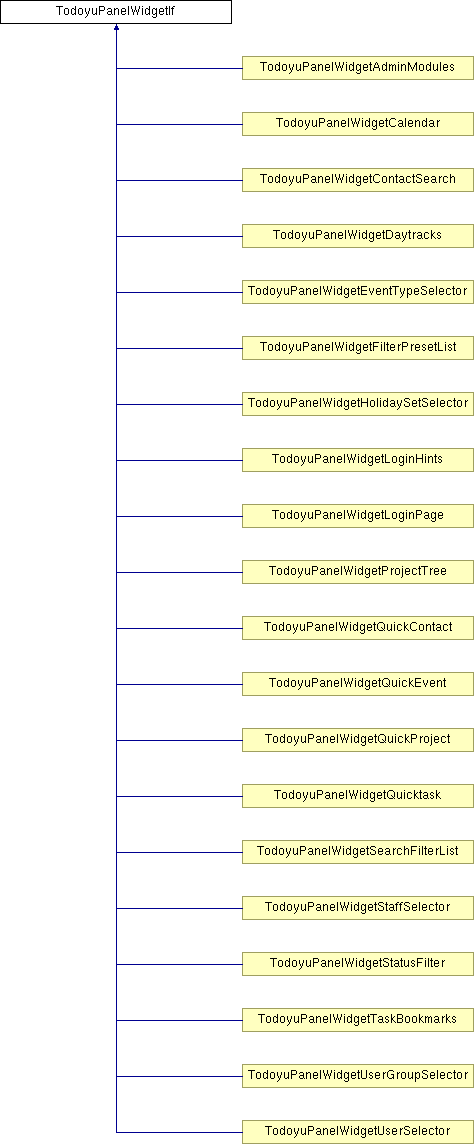 TodoyuPanelWidgetIf
TodoyuPanelWidgetAdminModules
TodoyuPanelWidgetCalendar
TodoyuPanelWidgetContactSearch
TodoyuPanelWidgetDaytracks
TodoyuPanelWidgetEventTypeSelector
TodoyuPanelWidgetFilterPresetList
TodoyuPanelWidgetHolidaySetSelector
TodoyuPanelWidgetLoginHints
TodoyuPanelWidgetLoginPage
TodoyuPanelWidgetProjectTree
TodoyuPanelWidgetQuickContact
TodoyuPanelWidgetQuickEvent
TodoyuPanelWidgetQuickProject
TodoyuPanelWidgetQuicktask
TodoyuPanelWidgetSearchFilterList
TodoyuPanelWidgetStaffSelector
TodoyuPanelWidgetStatusFilter
TodoyuPanelWidgetTaskBookmarks
TodoyuPanelWidgetUserGroupSelector
TodoyuPanelWidgetUserSelector